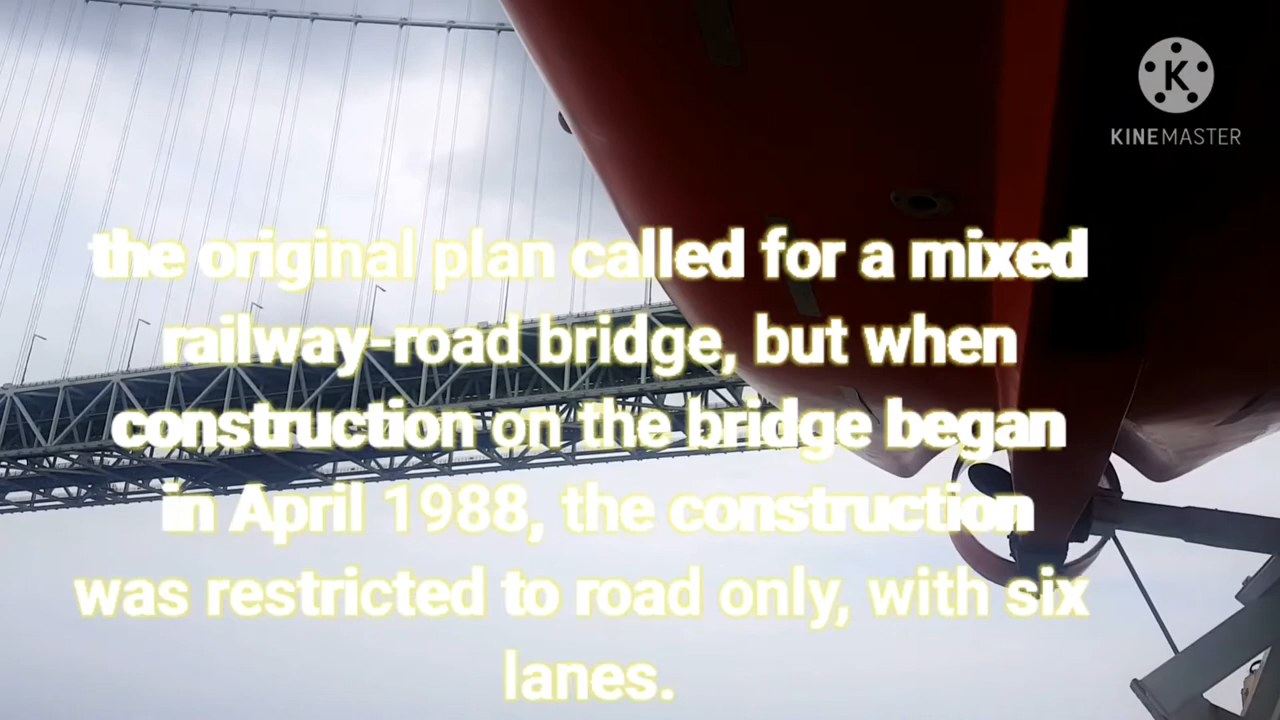 K
KINEMASTER
the original plan called for a mixed
railway-road bridge, but when
construction on the bridge began
in April 1988, the construction
was restricted to road only, with six
lanes.